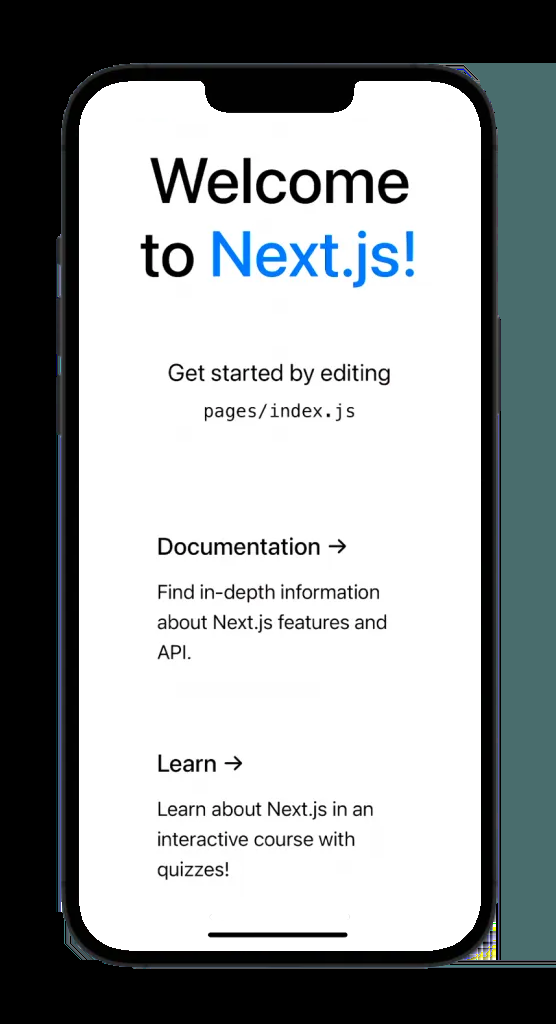 Welcome
to Next.js!
Get started by editing
pages/index.js
Documentation →
Find in-depth information
about Next.js features and
API.
Learn →
Learn about Next.js in an
interactive course with
quizzes!